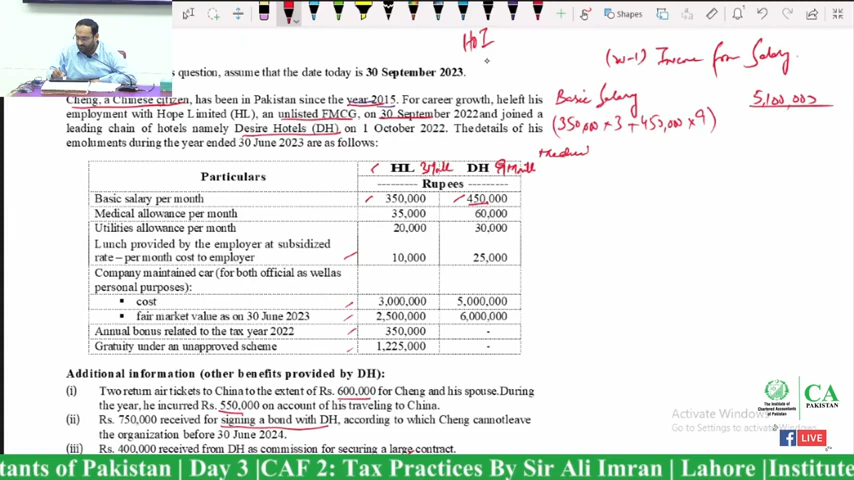 Shapes
HoI
(w-1) Income from Salary
s question, assume that the date today is 30 September 2023.
Cheng, a Chinese citizen, has been in Pakistan since the year 2015. For career growth, he left his
employment with Hope Limited (HL), an unlisted FMCG, on 30 September 2022and joined a
leading chain of hotels namely Desire Hotels (DH), on 1 October 2022. Thedetails of his
emoluments during the year ended 30 June 2023 are as follows:
Basic Salary 5,100,000
(350,000 × 3 + 450,000 × 9)
Particulars HL 3 Month DH 9 Month
---------- Rupees ----------
Basic salary per month 350,000 450,000
Medical allowance per month 35,000 60,000
Utilities allowance per month 20,000 30,000
Lunch provided by the employer at subsidized
rate – per month cost to employer 10,000 25,000
Company maintained car (for both official as wellas
personal purposes):
▪ cost 3,000,000 5,000,000
▪ fair market value as on 30 June 2023 2,500,000 6,000,000
Annual bonus related to the tax year 2022 350,000 -
Gratuity under an unapproved scheme 1,225,000 -
Additional information (other benefits provided by DH):
(i) Two return air tickets to China to the extent of Rs. 600,000 for Cheng and his spouse. During
the year, he incurred Rs. 550,000 on account of his traveling to China.
(ii) Rs. 750,000 received for signing a bond with DH, according to which Cheng cannotleave
the organization before 30 June 2024.
(iii) Rs. 400,000 received from DH as commission for securing a large contract.
The Institute of
Chartered Accountants
of Pakistan
CA
PAKISTAN
Activate Windows
Go to Settings to activate Windows
f LIVE
tants of Pakistan | Day 3 |CAF 2: Tax Practices By Sir Ali Imran | Lahore |Institute